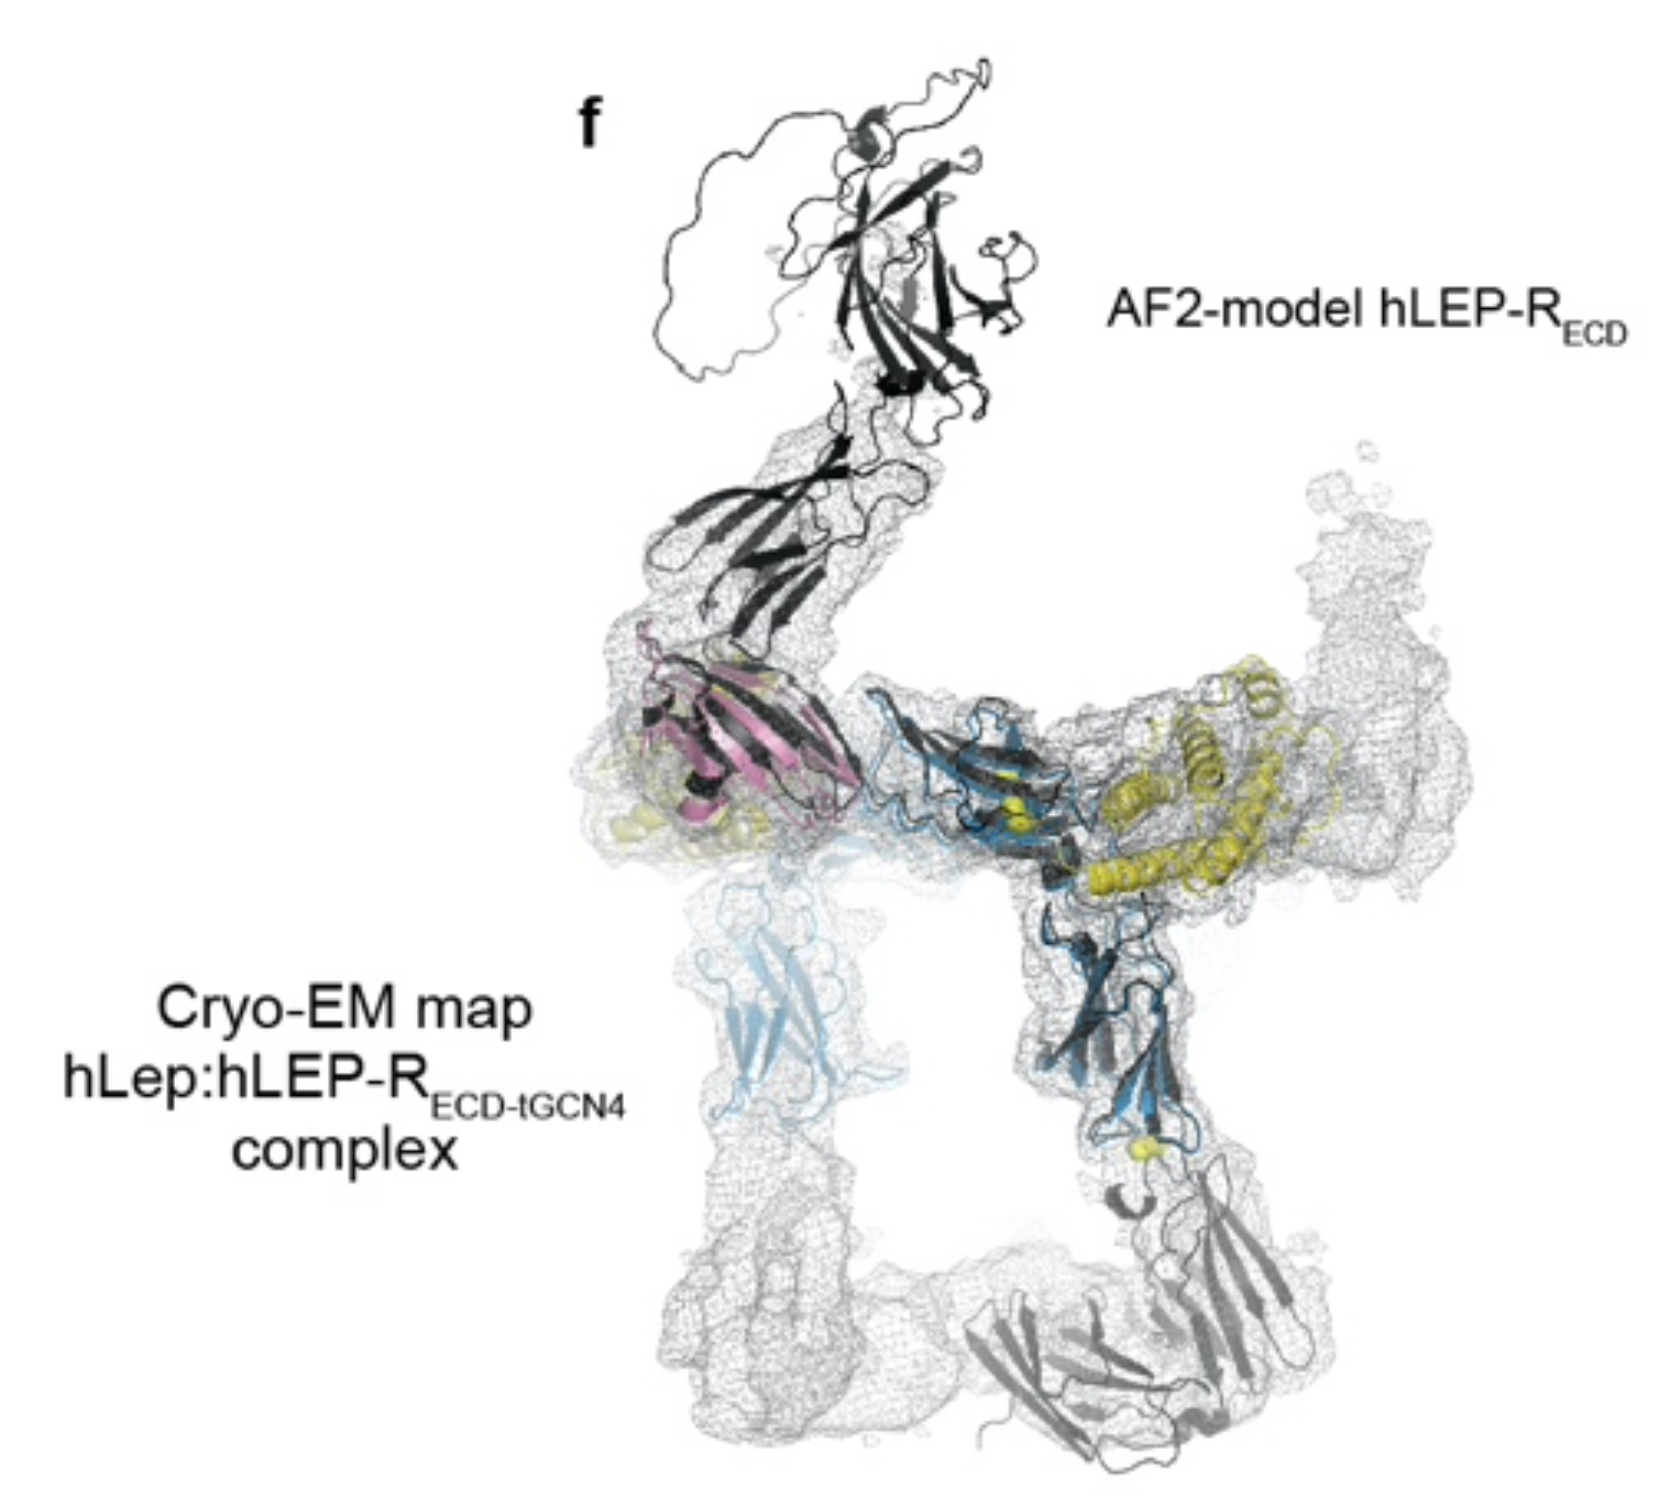 f
AF2-model hLEP-RECD
Cryo-EM map
hLep:hLEP-RECD-tGCN4
complex